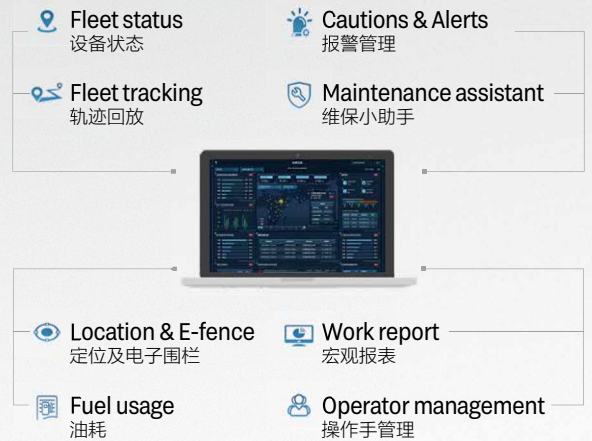 Fleet status
设备状态
Cautions & Alerts
报警管理
Fleet tracking
轨迹回放
Maintenance assistant
维保小助手
Location & E-fence
定位及电子围栏
Work report
宏观报表
Fuel usage
油耗
Operator management
操作手管理